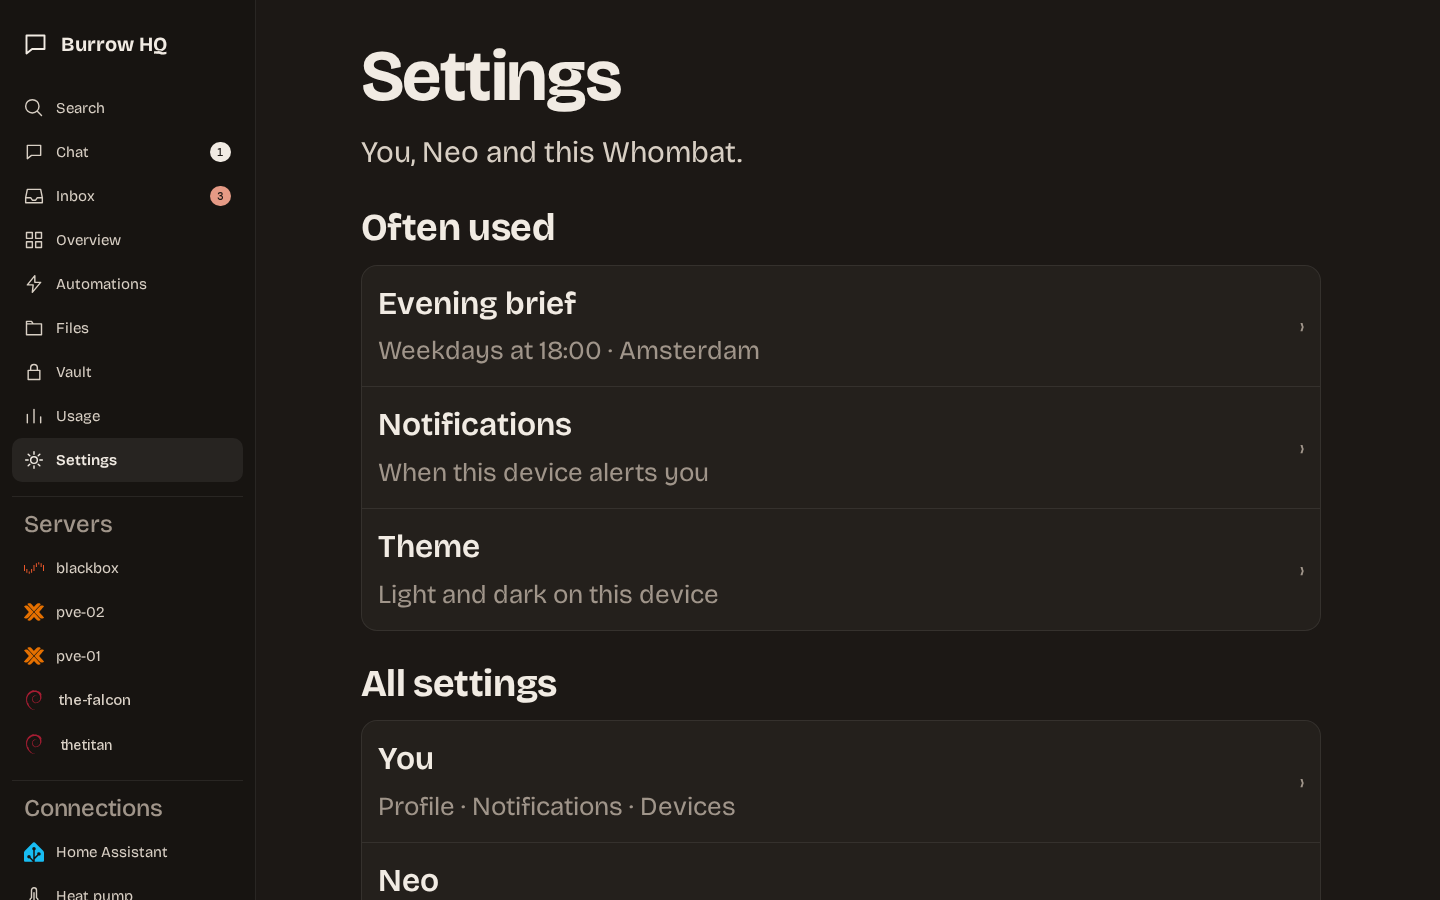 Burrow HQ
Search
Chat 1
Inbox 3
Overview
Automations
Files
Vault
Usage
Settings
Servers
blackbox
pve-02
pve-01
the-falcon
thetitan
Connections
Home Assistant
Heat pump
Settings
You, Neo and this Whombat.
Often used
Evening brief
Weekdays at 18:00 · Amsterdam
Notifications
When this device alerts you
Theme
Light and dark on this device
All settings
You
Profile · Notifications · Devices
Neo